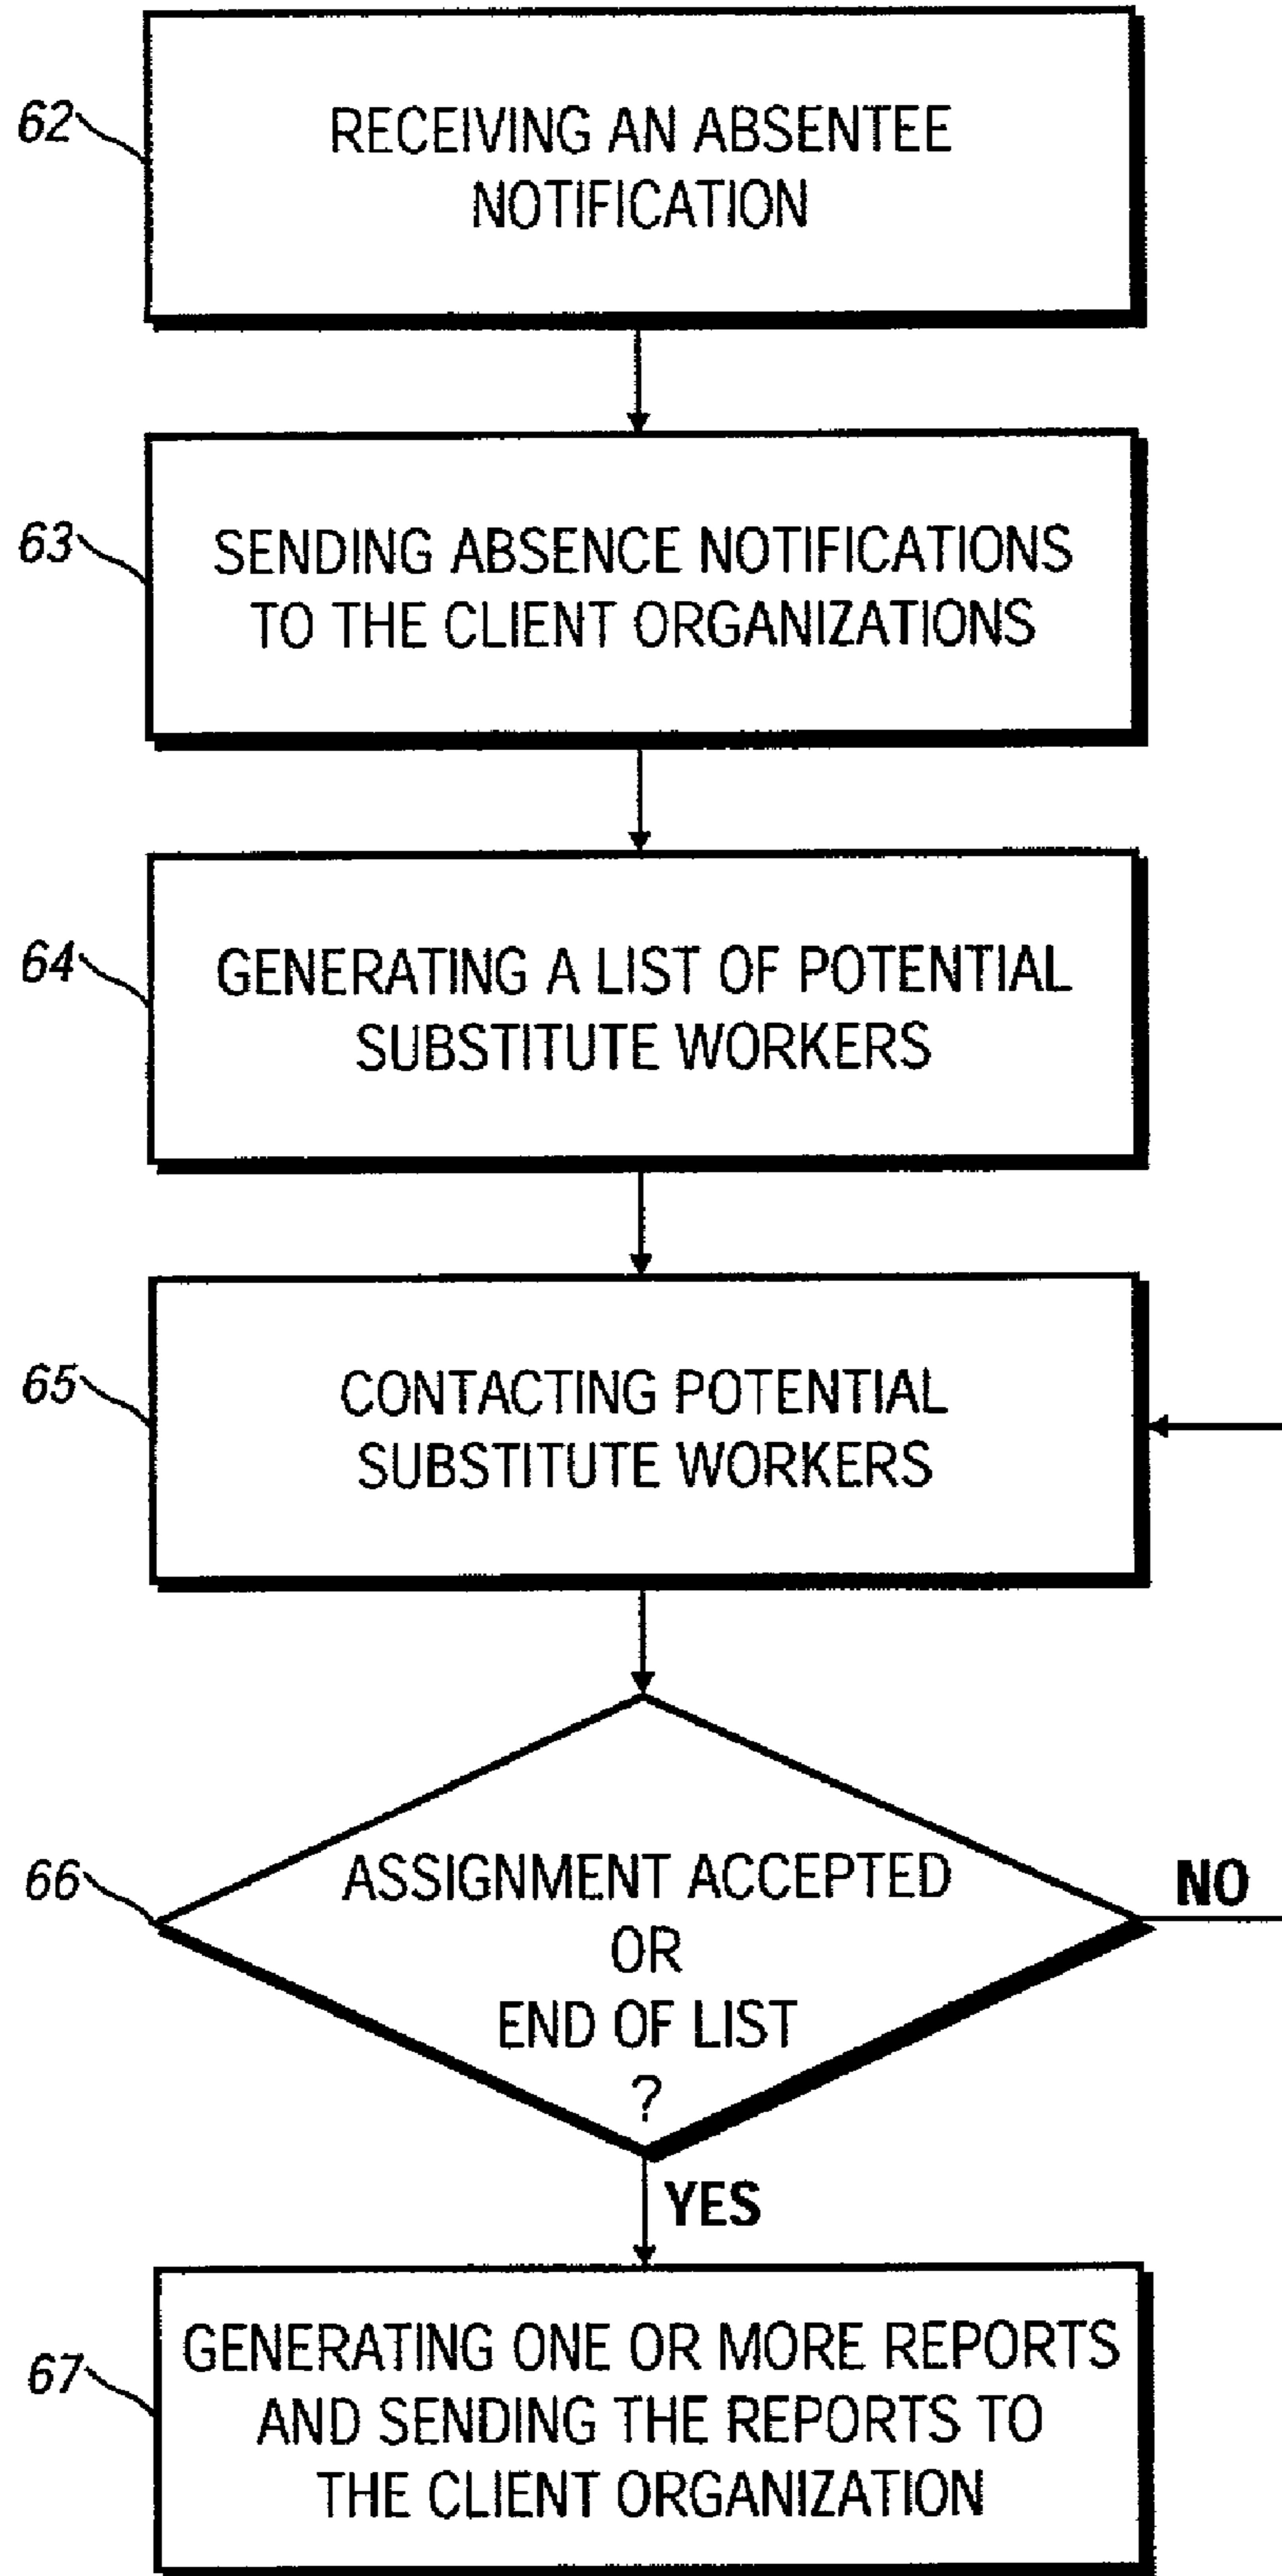 62
RECEIVING AN ABSENTEE
NOTIFICATION
63
SENDING ABSENCE NOTIFICATIONS
TO THE CLIENT ORGANIZATIONS
64
GENERATING A LIST OF POTENTIAL
SUBSTITUTE WORKERS
65
CONTACTING POTENTIAL
SUBSTITUTE WORKERS
66
ASSIGNMENT ACCEPTED
OR
END OF LIST
?
NO
YES
67
GENERATING ONE OR MORE REPORTS
AND SENDING THE REPORTS TO
THE CLIENT ORGANIZATION